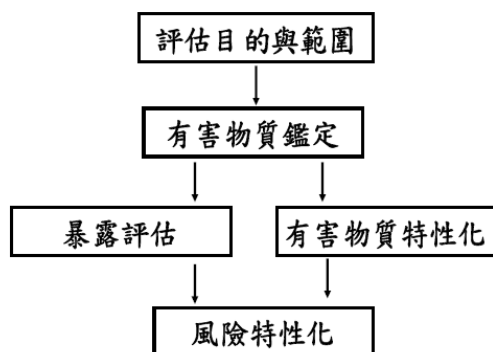 評估目的與範圍
有害物質鑑定
暴露評估
有害物質特性化
風險特性化